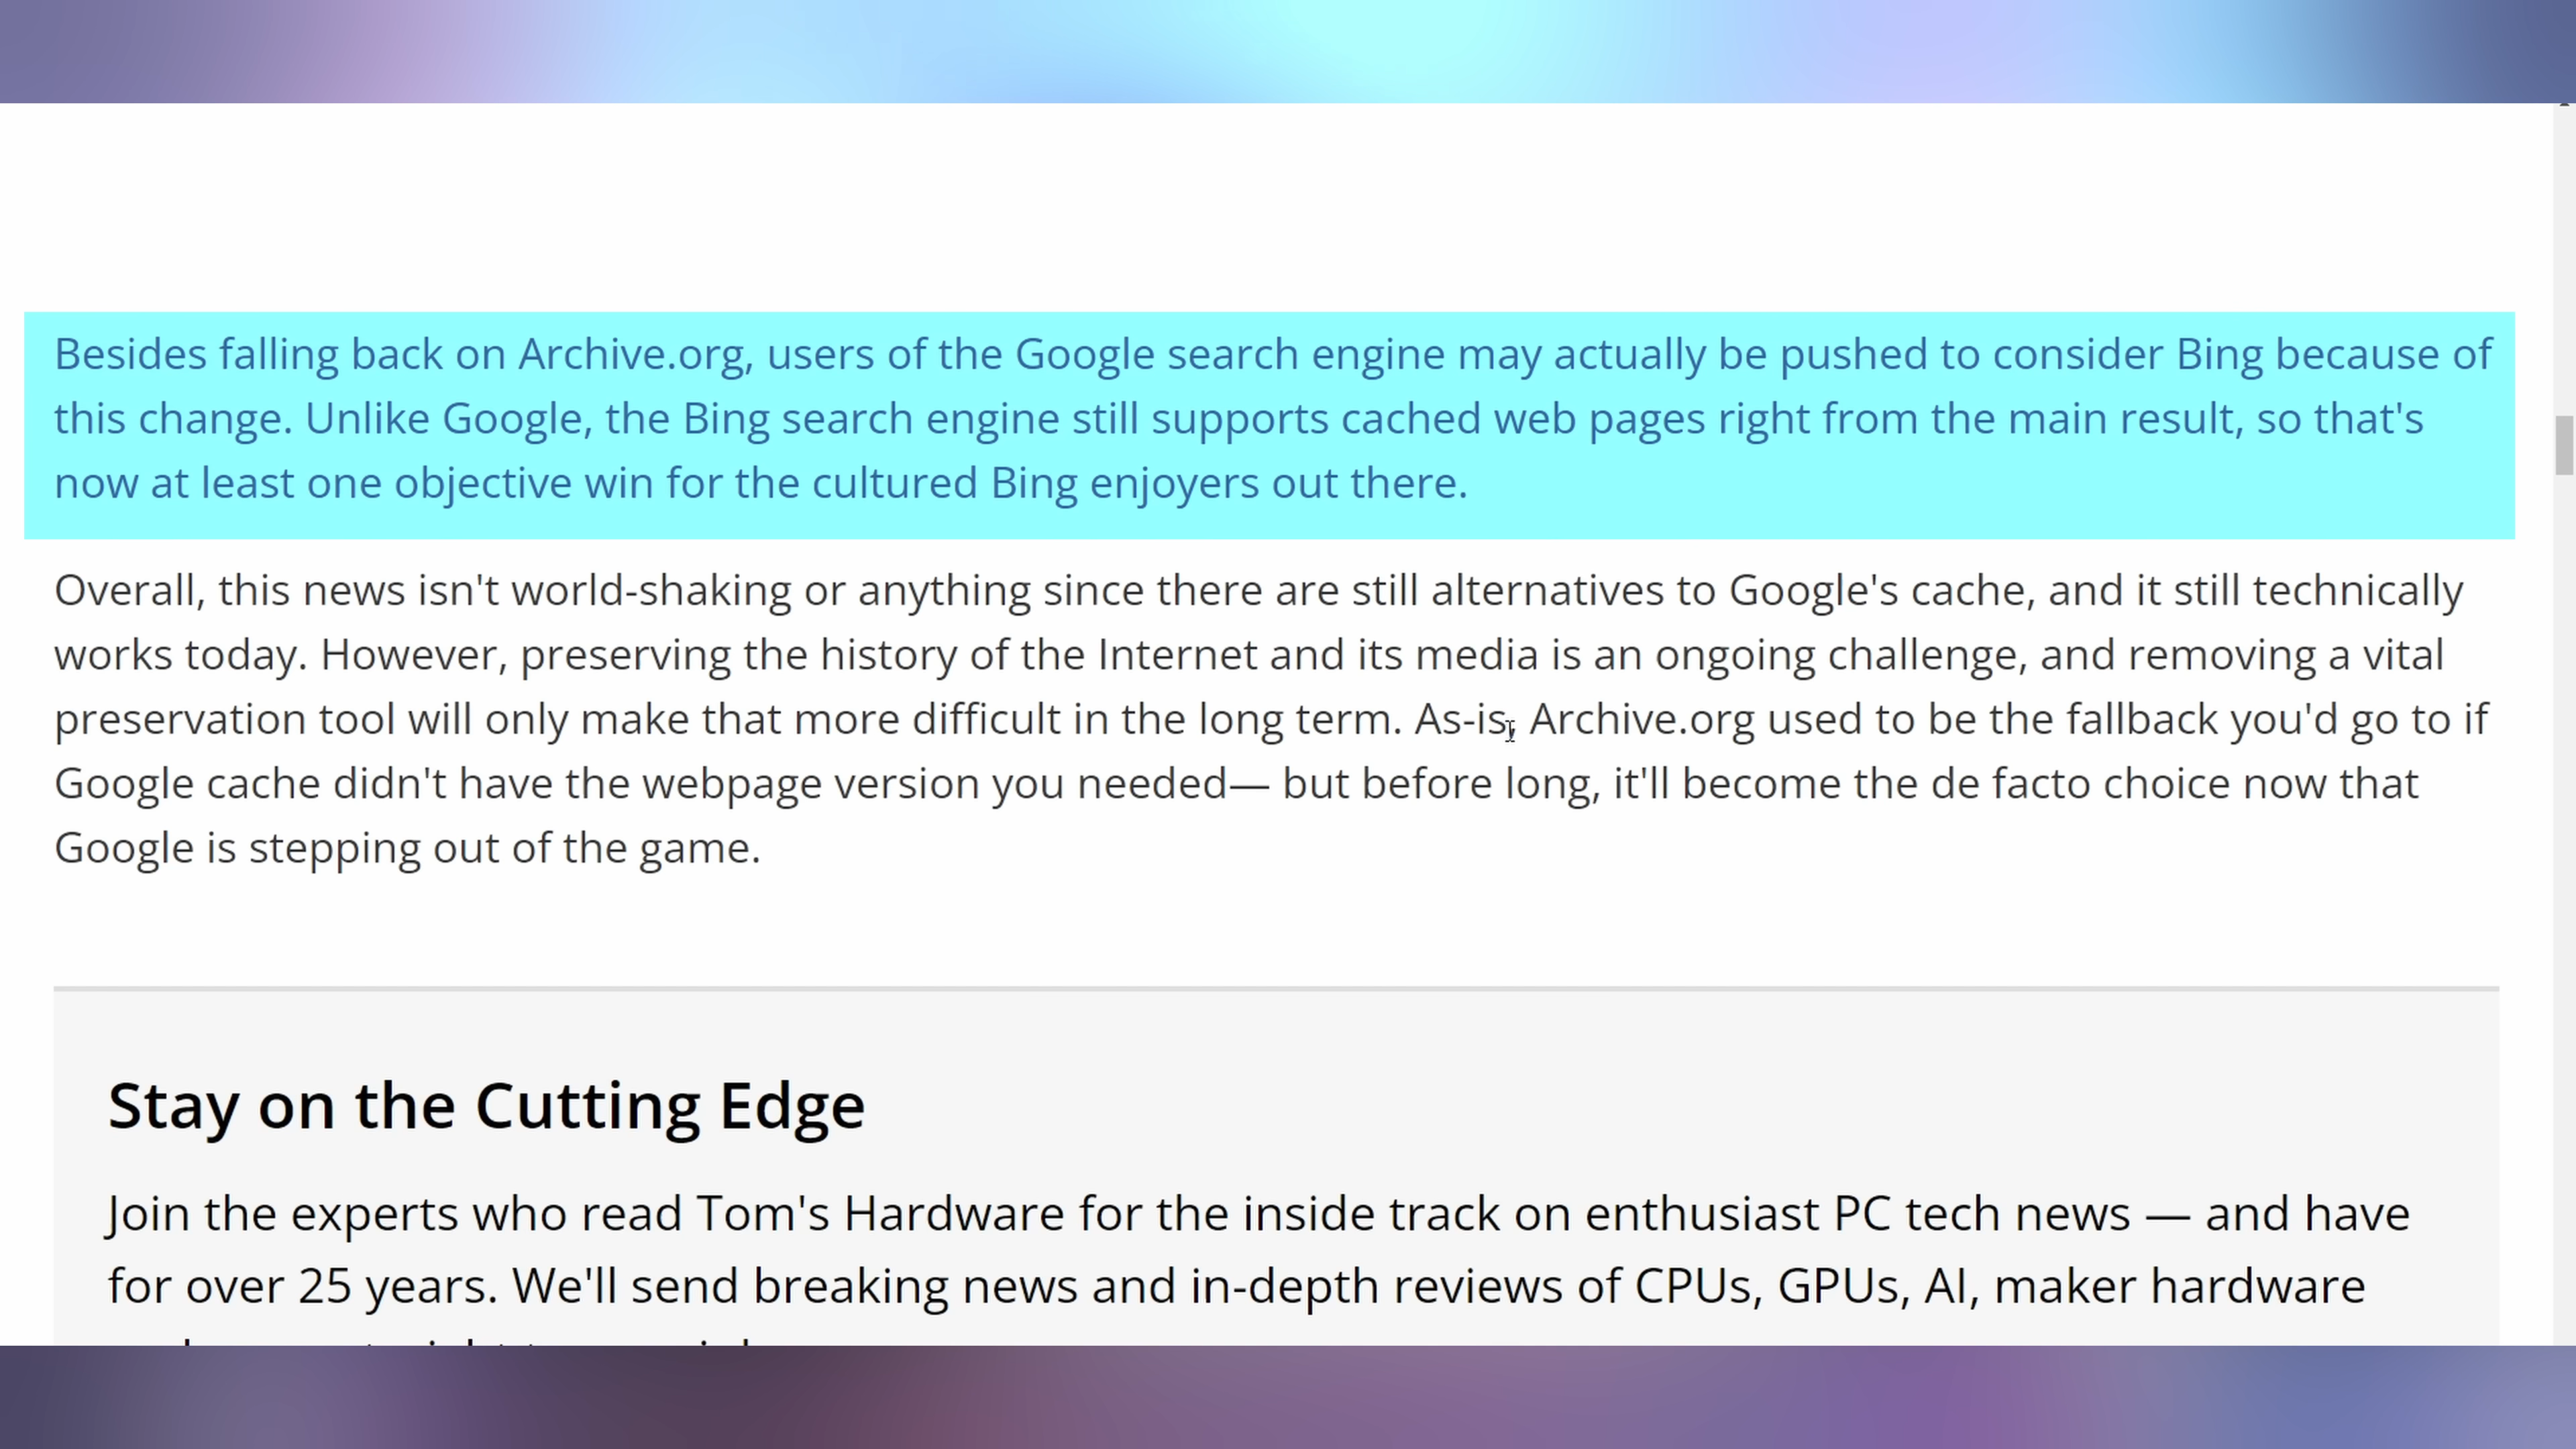 Besides falling back on Archive.org, users of the Google search engine may actually be pushed to consider Bing because of
this change. Unlike Google, the Bing search engine still supports cached web pages right from the main result, so that's
now at least one objective win for the cultured Bing enjoyers out there.
Overall, this news isn't world-shaking or anything since there are still alternatives to Google's cache, and it still technically
works today. However, preserving the history of the Internet and its media is an ongoing challenge, and removing a vital
preservation tool will only make that more difficult in the long term. As-is, Archive.org used to be the fallback you'd go to if
Google cache didn't have the webpage version you needed— but before long, it'll become the de facto choice now that
Google is stepping out of the game.
Stay on the Cutting Edge
Join the experts who read Tom's Hardware for the inside track on enthusiast PC tech news — and have
for over 25 years. We'll send breaking news and in-depth reviews of CPUs, GPUs, AI, maker hardware